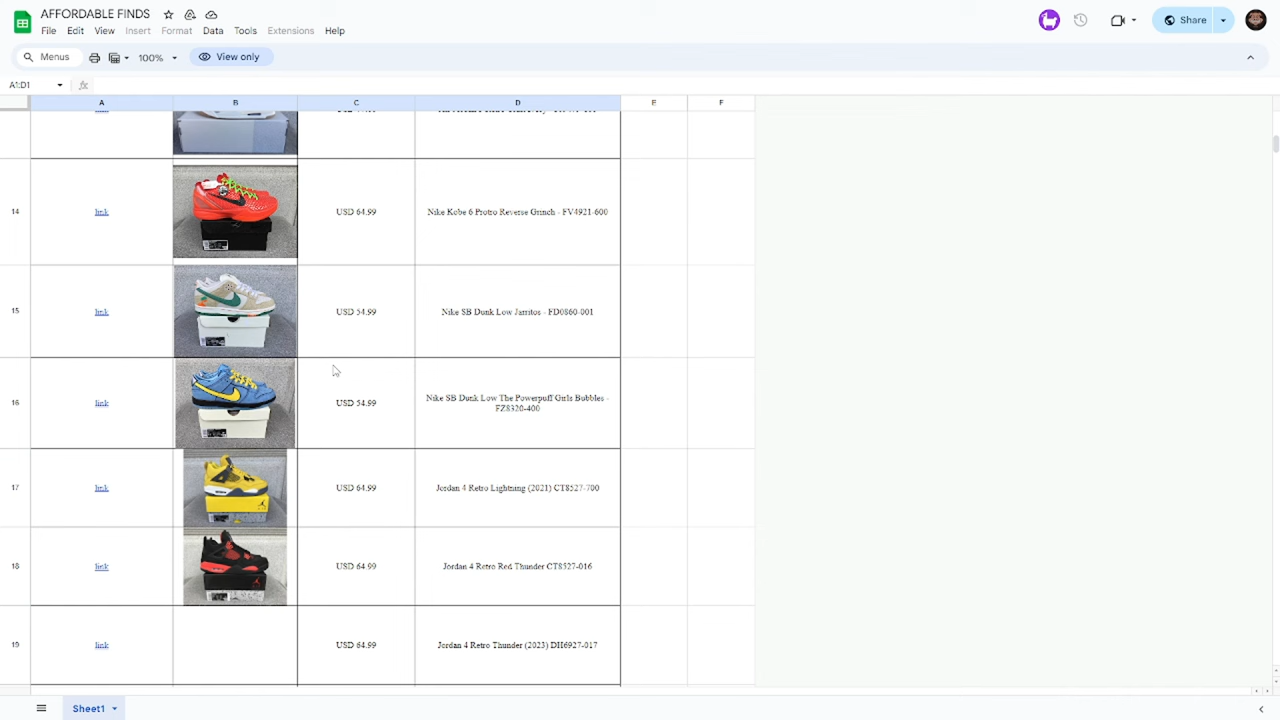 AFFORDABLE FINDS
File Edit View Insert Format Data Tools Extensions Help
Share
Menus 100% View only
A1:D1
A B C D E F
14 link USD 64.99 Nike Kobe 6 Protro Reverse Grinch - FV4921-600
15 link USD 54.99 Nike SB Dunk Low Jarritos - FD0860-001
16 link USD 54.99 Nike SB Dunk Low The Powerpuff Girls Bubbles -
FZ8320-400
17 link USD 64.99 Jordan 4 Retro Lightning (2021) CT8527-700
18 link USD 64.99 Jordan 4 Retro Red Thunder CT8527-016
19 link USD 64.99 Jordan 4 Retro Thunder (2023) DH6927-017
Sheet1